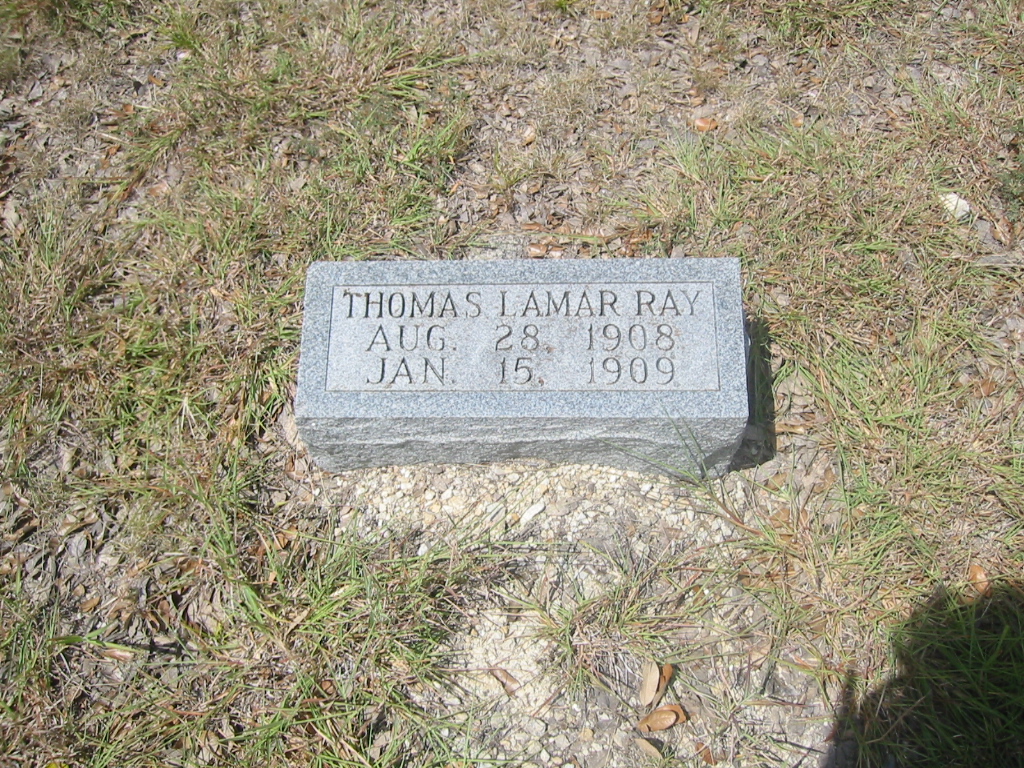 THOMAS LAMAR RAY
AUG. 28, 1908
JAN. 15, 1909